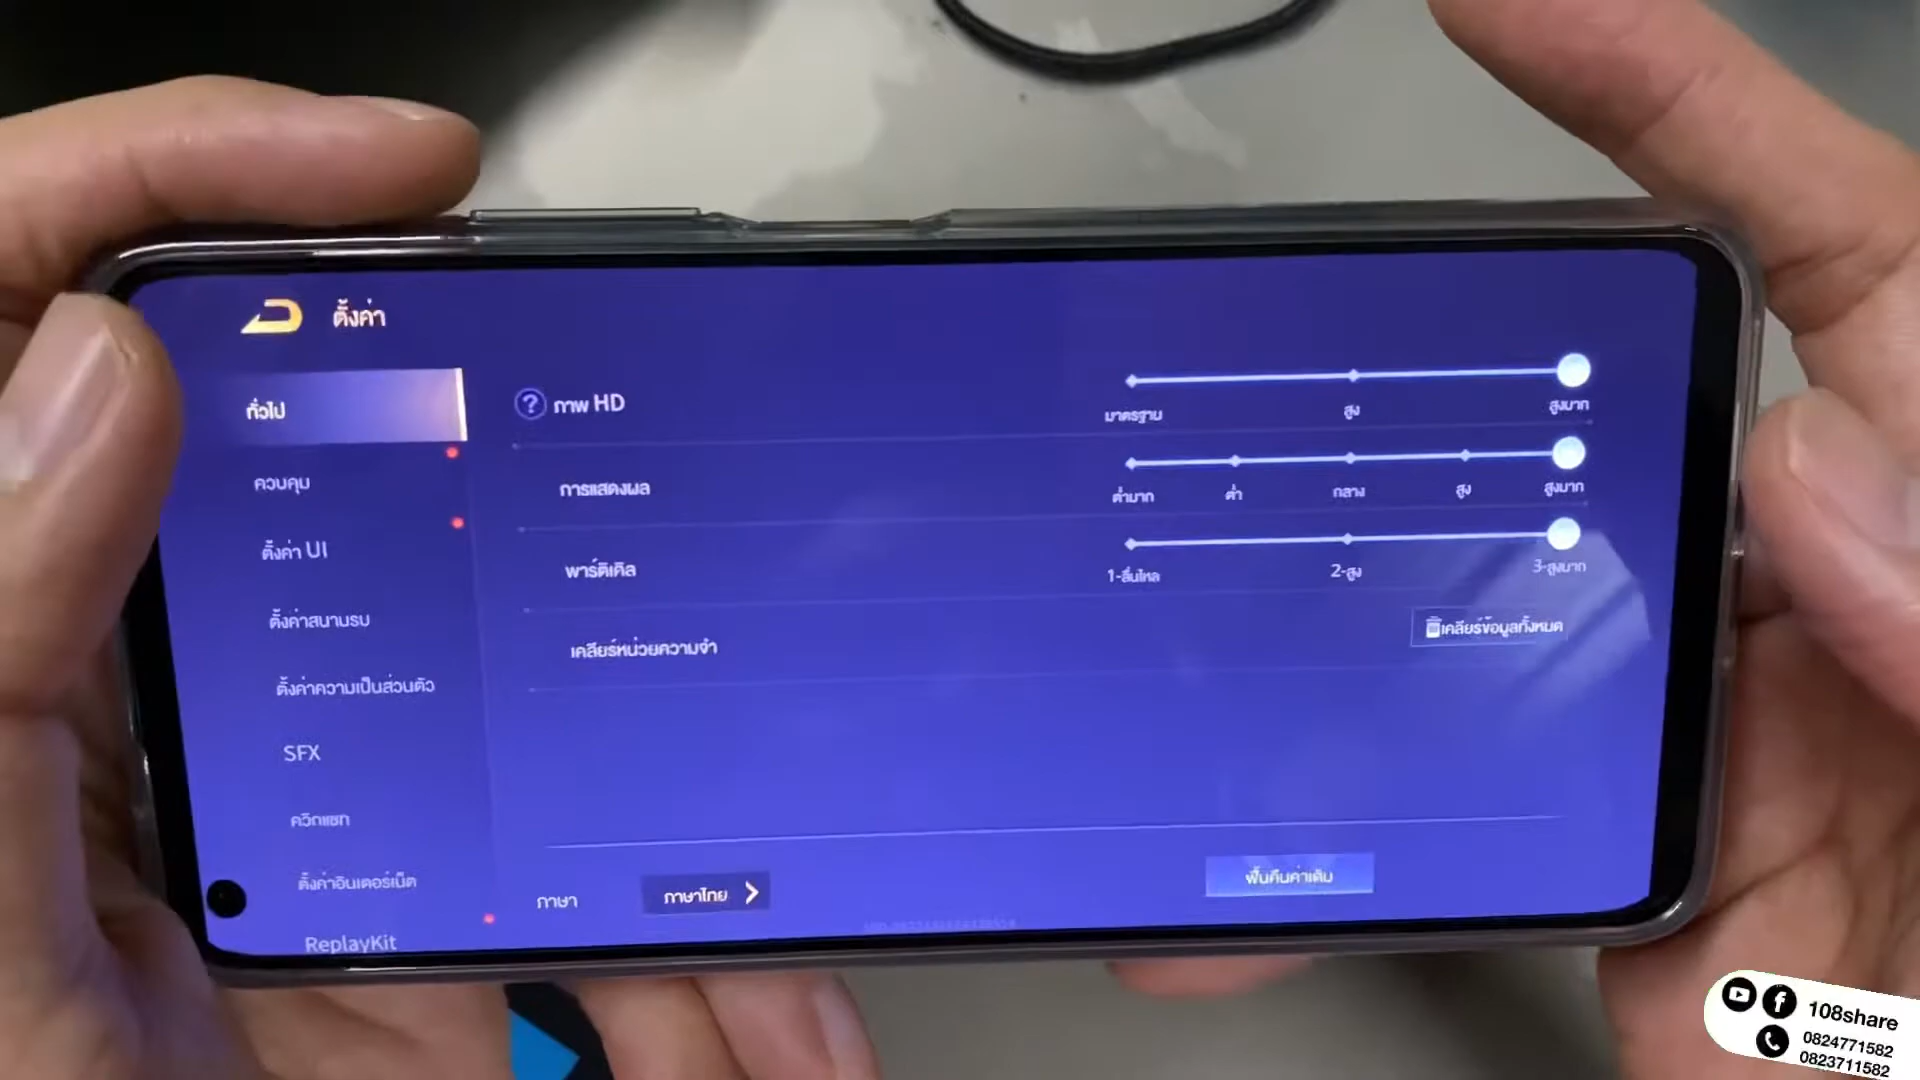 ตั้งค่า
ทั่วไป
ควบคุม
ตั้งค่า UI
ตั้งค่าสนามรบ
ตั้งค่าความเป็นส่วนตัว
SFX
ควิกแชท
ตั้งค่าอินเตอร์เน็ต
ReplayKit
? ภาพ HD
มาตรฐาน สูง สูงมาก
การแสดงผล
ต่ำมาก ต่ำ กลาง สูง สูงมาก
พาร์ติเคิล
1-ลื่นไหล 2-สูง 3-สูงมาก
เคลียร์หน่วยความจำ
เคลียร์ข้อมูลทั้งหมด
ภาษา
ภาษาไทย
ฟื้นคืนค่าเดิม
108share
0824771582
0823711582